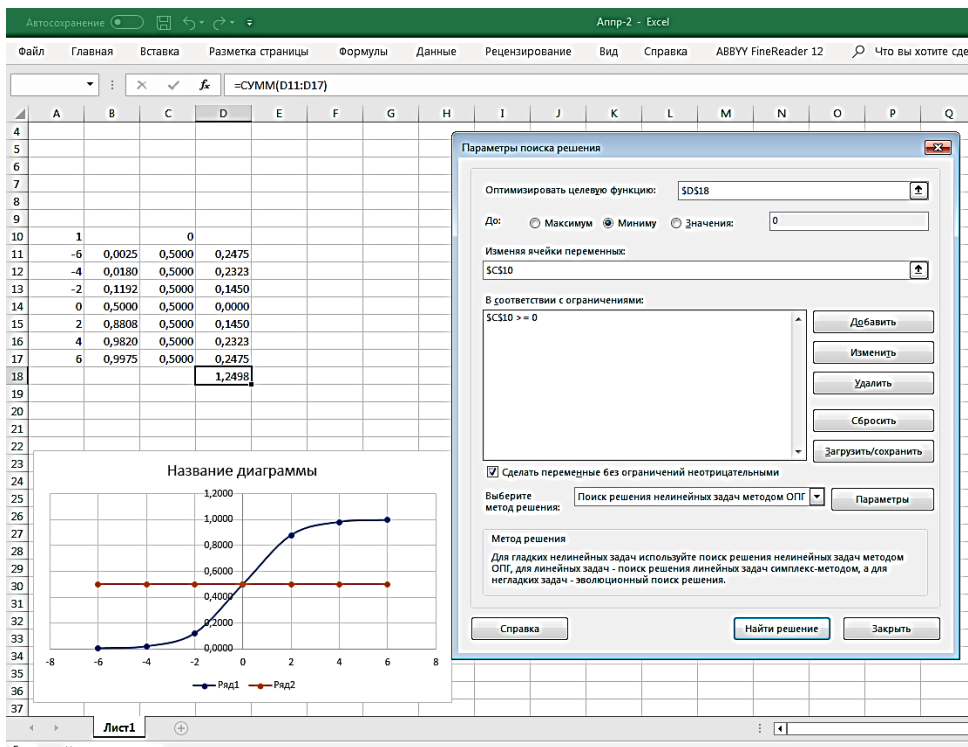 Автосохранение
Аппр-2 - Excel
Файл Главная Вставка Разметка страницы Формулы Данные Рецензирование Вид Справка ABBYY FineReader 12 Что вы хотите сде
fx =СУММ(D11:D17)
A B C D E F G H I J K L M N O P Q
4
5
6
7
8
9
10 1 0
11 -6 0,0025 0,5000 0,2475
12 -4 0,0180 0,5000 0,2323
13 -2 0,1192 0,5000 0,1450
14 0 0,5000 0,5000 0,0000
15 2 0,8808 0,5000 0,1450
16 4 0,9820 0,5000 0,2323
17 6 0,9975 0,5000 0,2475
18 1,2498
19
20
21
22
23
24
25
26
27
28
29
30
31
32
33
34
35
36
37
Название диаграммы
1,2000
1,0000
0,8000
0,6000
0,4000
0,2000
0,0000
-8 -6 -4 -2 0 2 4 6 8
Ряд1 Ряд2
Параметры поиска решения
Оптимизировать целевую функцию: $D$18
До: Максимум Миниму Значения: 0
Изменяя ячейки переменных:
$C$10
В соответствии с ограничениями:
$C$10 >= 0
Добавить
Изменить
Удалить
Сбросить
Загрузить/сохранить
Сделать переменные без ограничений неотрицательными
Выберите
метод решения:
Поиск решения нелинейных задач методом ОПГ
Параметры
Метод решения
Для гладких нелинейных задач используйте поиск решения нелинейных задач методом
ОПГ, для линейных задач - поиск решения линейных задач симплекс-методом, а для
негладких задач - эволюционный поиск решения.
Справка Найти решение Закрыть
Лист1